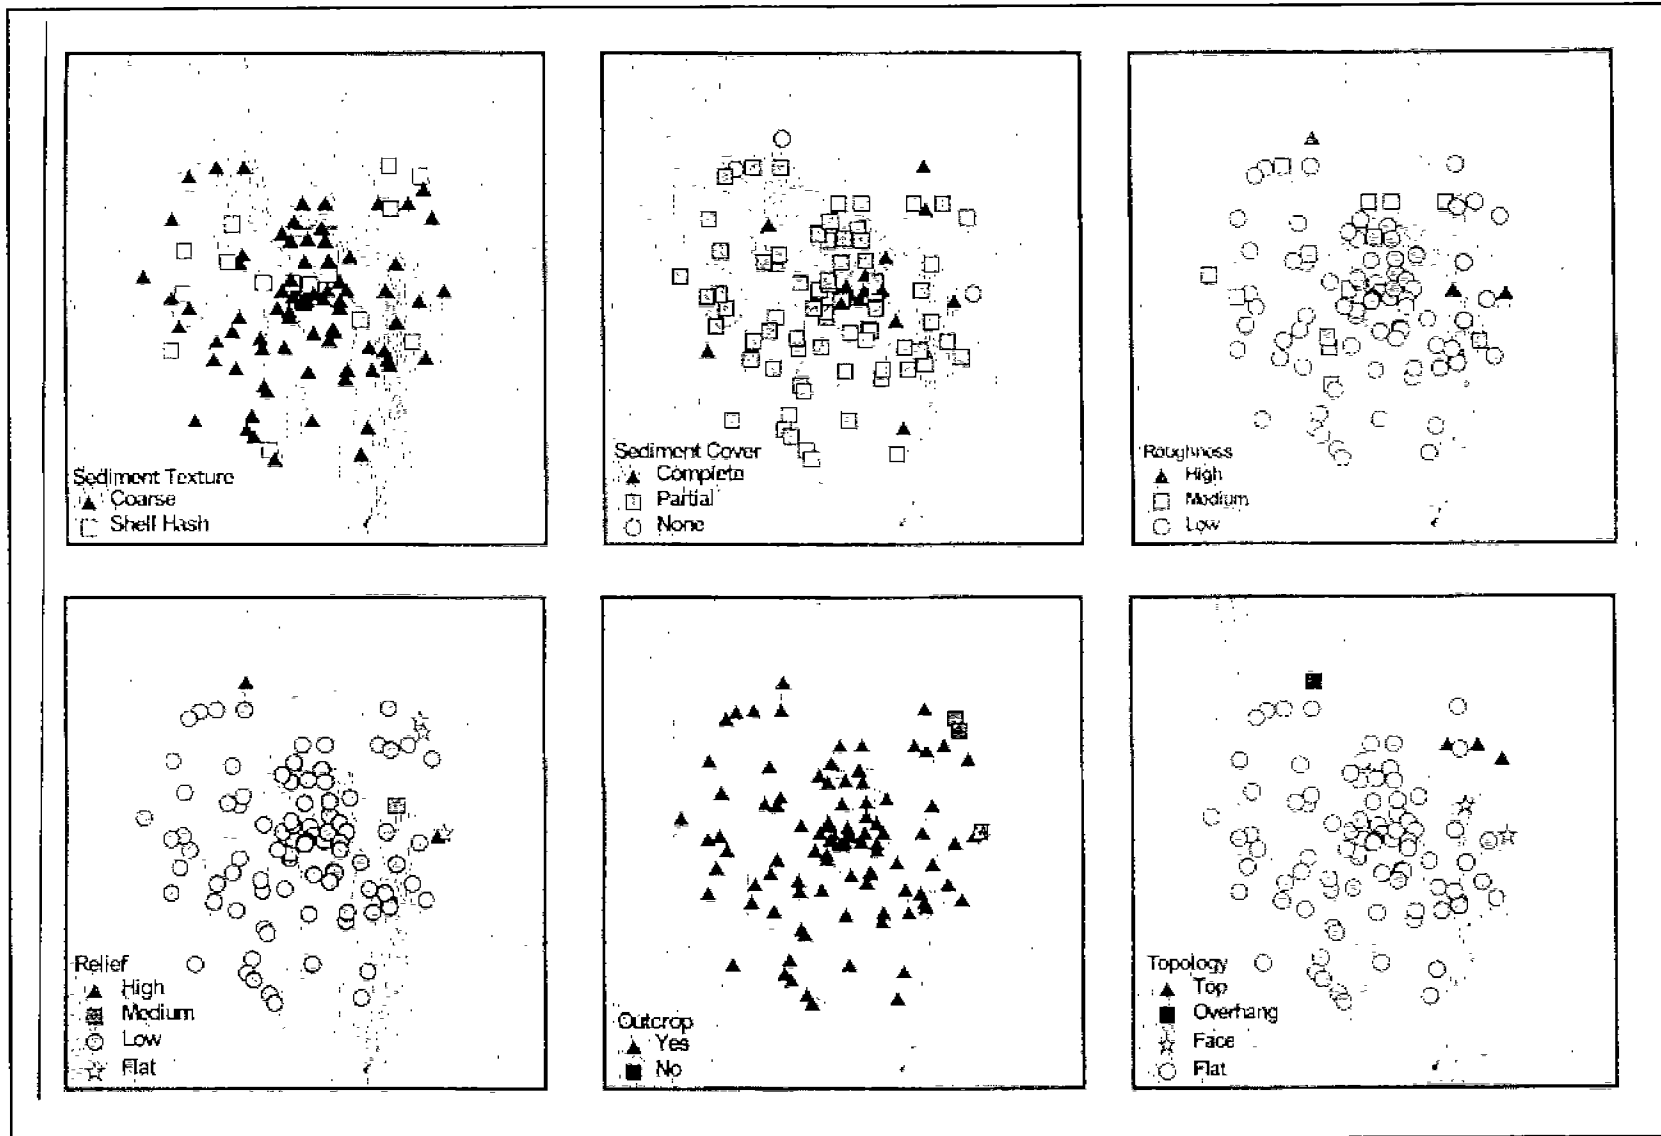 Sediment Texture
Coarse
Shell Hash
Sediment Cover
Complete
Partial
None
Roughness
High
Medium
Low
Relief
High
Medium
Low
Flat
Outcrop
Yes
No
Topology
Top
Overhang
Face
Flat